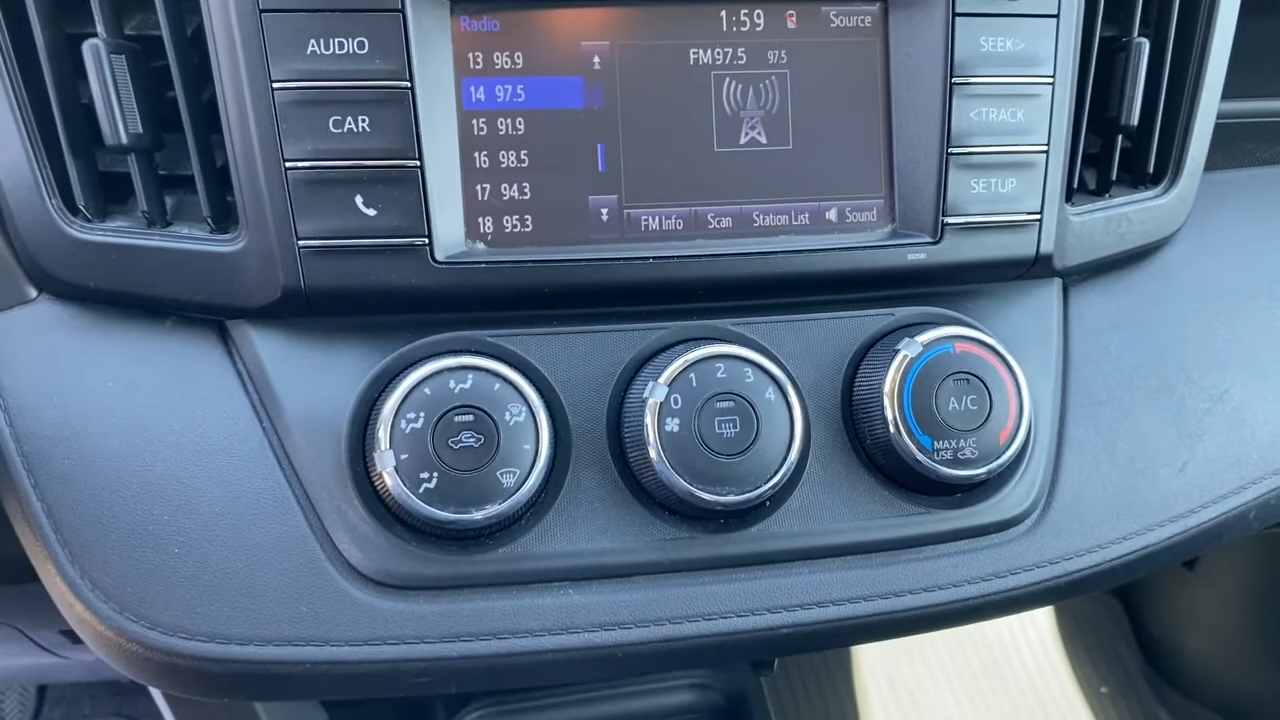 AUDIO
CAR
Radio
1:59
Source
13 96.9
14 97.5
15 91.9
16 98.5
17 94.3
18 95.3
FM97.5 97.5
FM Info
Scan
Station List
Sound
SEEK>
<TRACK
SETUP
0 1 2 3 4
A/C
MAX A/C
USE